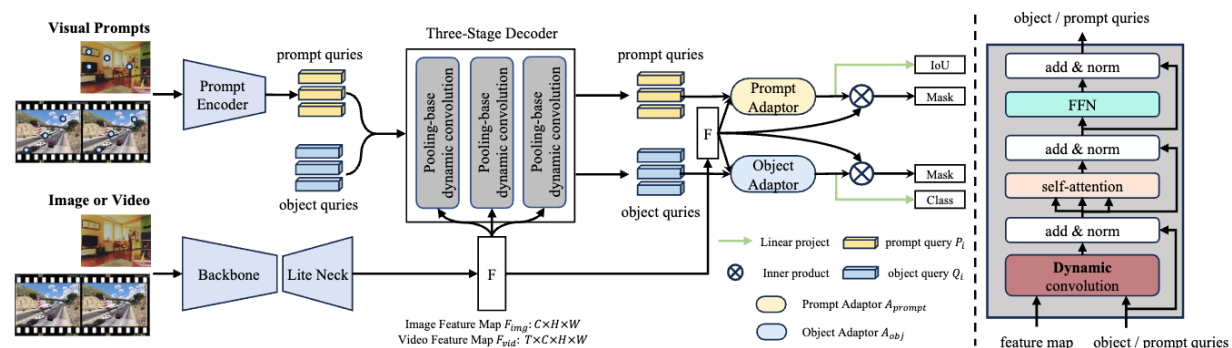 Visual Prompts
Prompt
Encoder
prompt quries
object quries
Three-Stage Decoder
Pooling-base
dynamic convolution
Pooling-base
dynamic convolution
Pooling-base
dynamic convolution
prompt quries
object quries
F
Prompt
Adaptor
Object
Adaptor
IoU
Mask
Mask
Class
Image or Video
Backbone
Lite Neck
F
Image Feature Map F_img: C×H×W
Video Feature Map F_vid: T×C×H×W
Linear project
prompt query P_i
Inner product
object query Q_i
Prompt Adaptor A_prompt
Object Adaptor A_obj
object / prompt quries
add & norm
FFN
add & norm
self-attention
add & norm
Dynamic
convolution
feature map
object / prompt quries